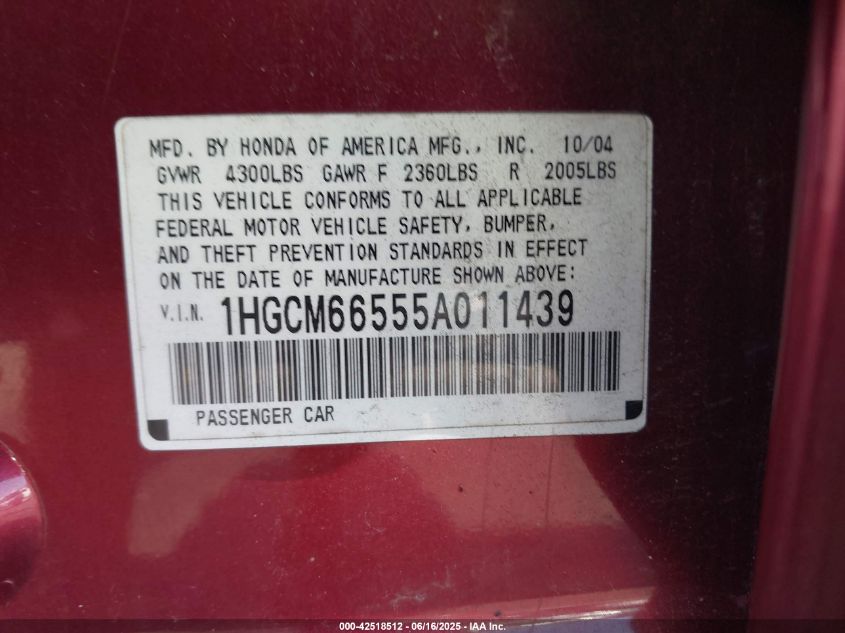 MFD. BY HONDA OF AMERICA MFG., INC. 10/04
GVWR 4300LBS GAWR F 2360LBS R 2005LBS
THIS VEHICLE CONFORMS TO ALL APPLICABLE
FEDERAL MOTOR VEHICLE SAFETY, BUMPER,
AND THEFT PREVENTION STANDARDS IN EFFECT
ON THE DATE OF MANUFACTURE SHOWN ABOVE:
V.I.N. 1HGCM66555A011439
PASSENGER CAR
000-42518512 - 06/16/2025 - IAA Inc.